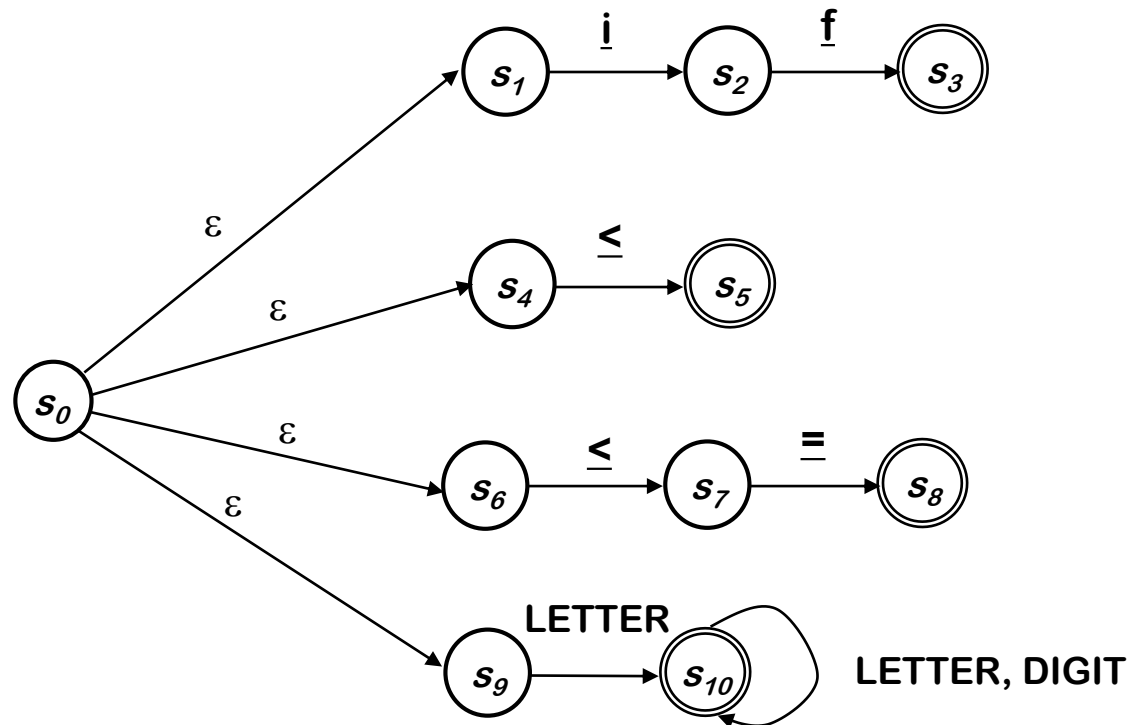 i f
s1 s2 s3
ε
<
s4 s5
ε
s0
ε
< =
s6 s7 s8
ε
LETTER
s9 s10 LETTER, DIGIT